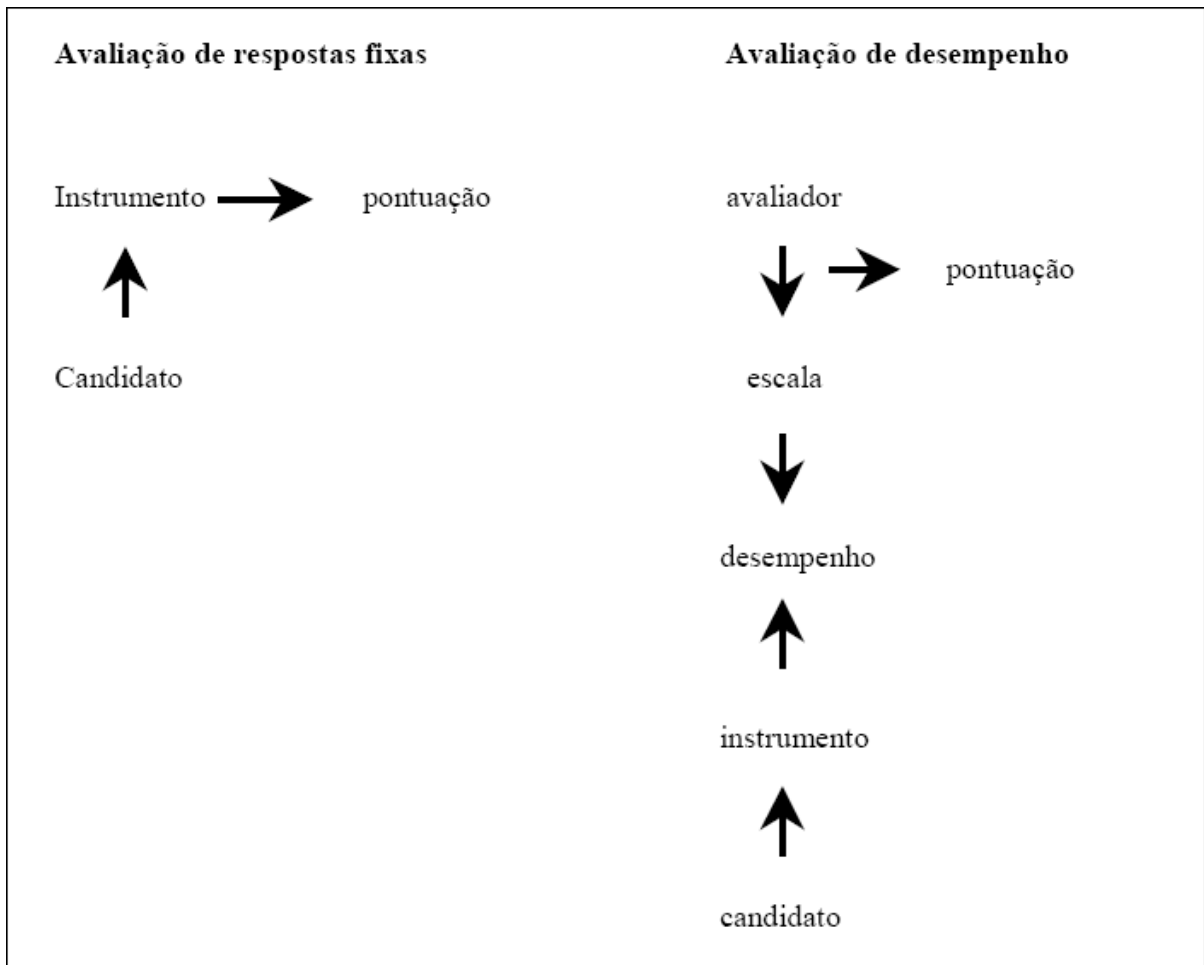 Avaliação de respostas fixas
Instrumento pontuação
Candidato
Avaliação de desempenho
avaliador
pontuação
escala
desempenho
instrumento
candidato